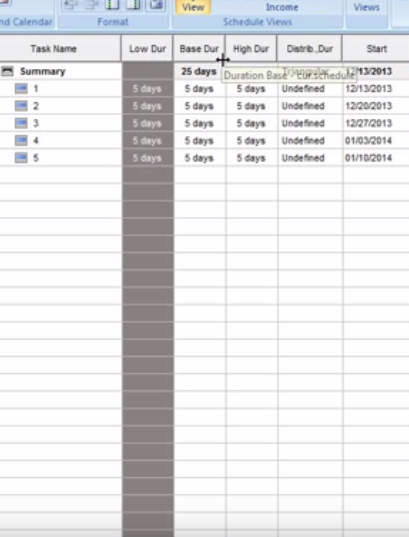 View
Income
Views
nd Calendar
Format
Schedule Views
Task Name Low Dur Base Dur High Dur Distrib._Dur Start
Summary 25 days Triangular 12/13/2013
Duration Base cur.schedule
1 5 days 5 days 5 days Undefined 12/13/2013
2 5 days 5 days 5 days Undefined 12/20/2013
3 5 days 5 days 5 days Undefined 12/27/2013
4 5 days 5 days 5 days Undefined 01/03/2014
5 5 days 5 days 5 days Undefined 01/10/2014